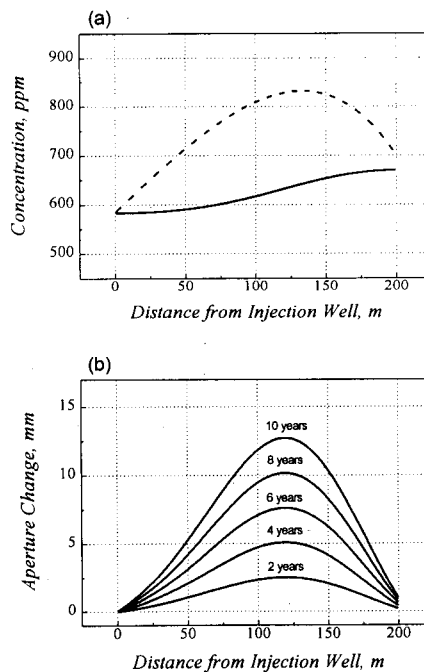 (a)
900
800
700
600
500
Concentration, ppm
0 50 100 150 200
Distance from Injection Well, m
(b)
15
10
5
0
Aperture Change, mm
10 years
8 years
6 years
4 years
2 years
0 50 100 150 200
Distance from Injection Well, m